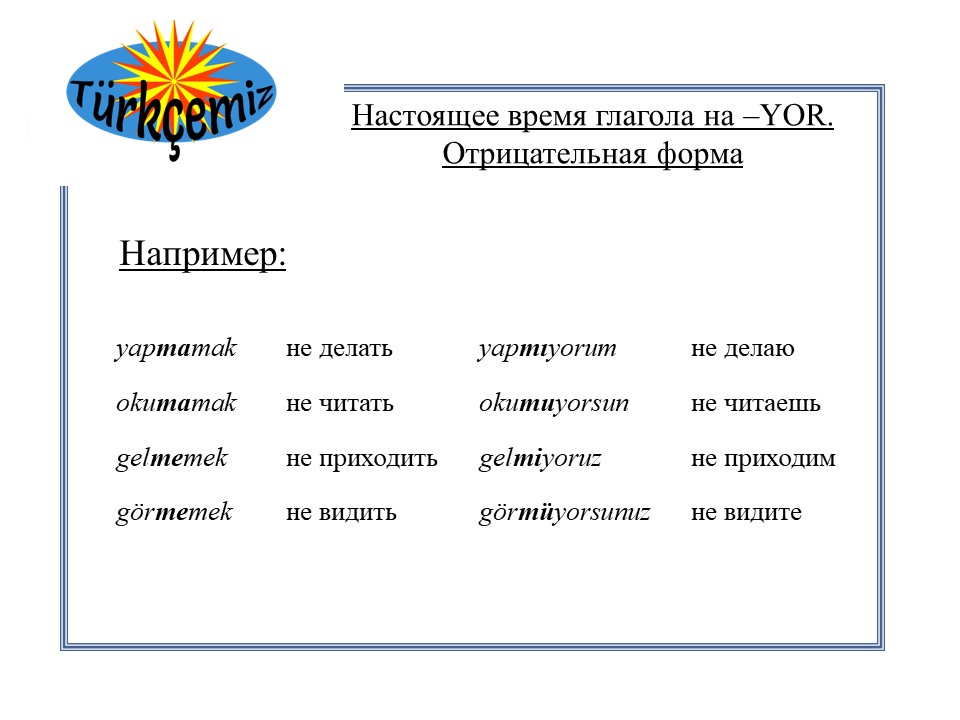 Türkçemiz
Настоящее время глагола на –YOR.
Отрицательная форма
Например:
yapmamak не делать yapmıyorum не делаю
okumamak не читать okumuyorsun не читаешь
gelmemek не приходить gelmiyoruz не приходим
görmemek не видить görmüyorsunuz не видите